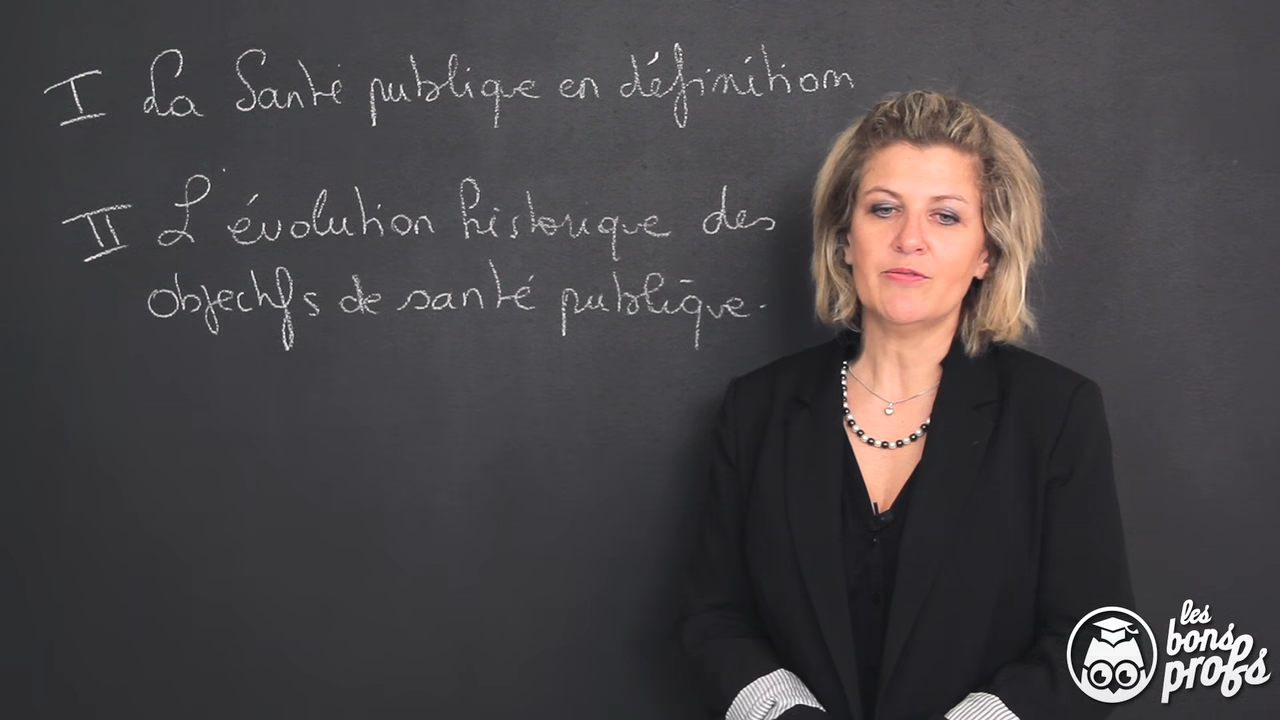 I La Santé publique en définition
II L'évolution historique des
objectifs de santé publique.
les
bons
profs